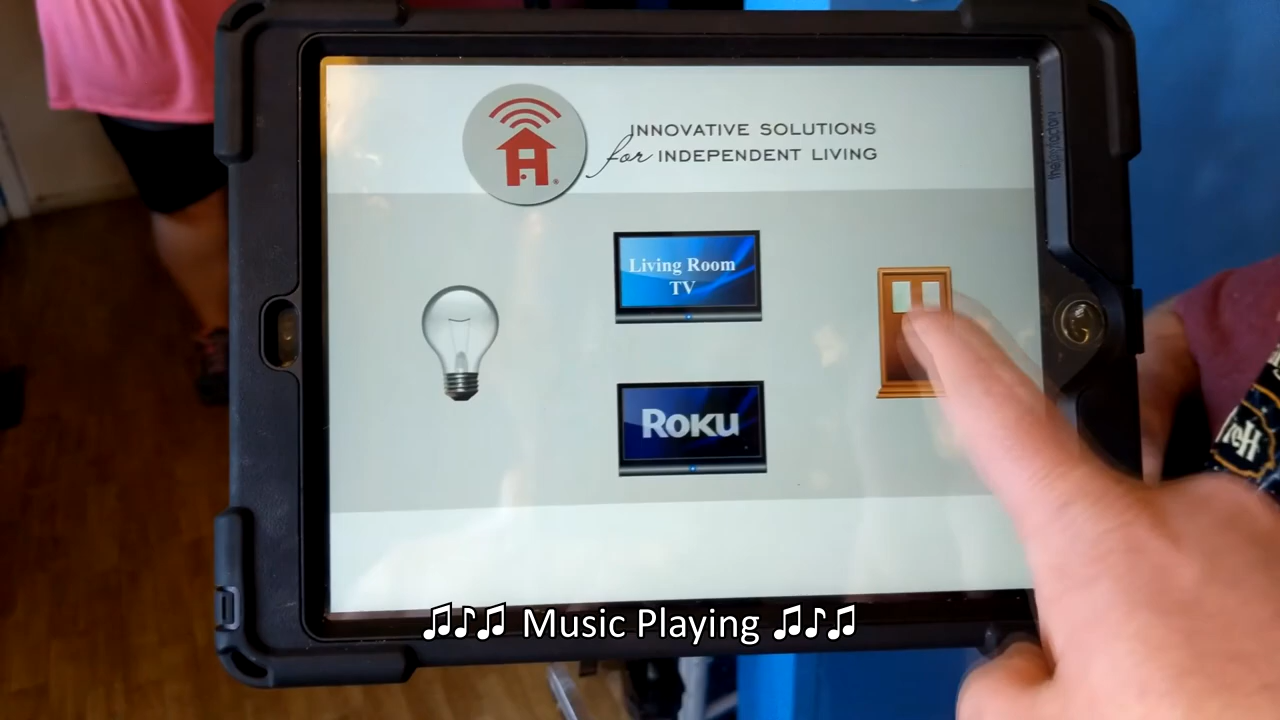 INNOVATIVE SOLUTIONS
for INDEPENDENT LIVING
Living Room
TV
ROKU
♫♪♫ Music Playing ♫♪♫